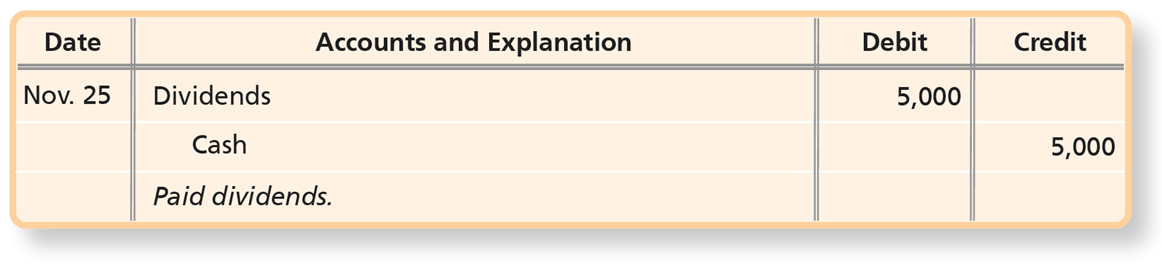 Date Accounts and Explanation Debit Credit
Nov. 25 Dividends 5,000
Cash 5,000
Paid dividends.